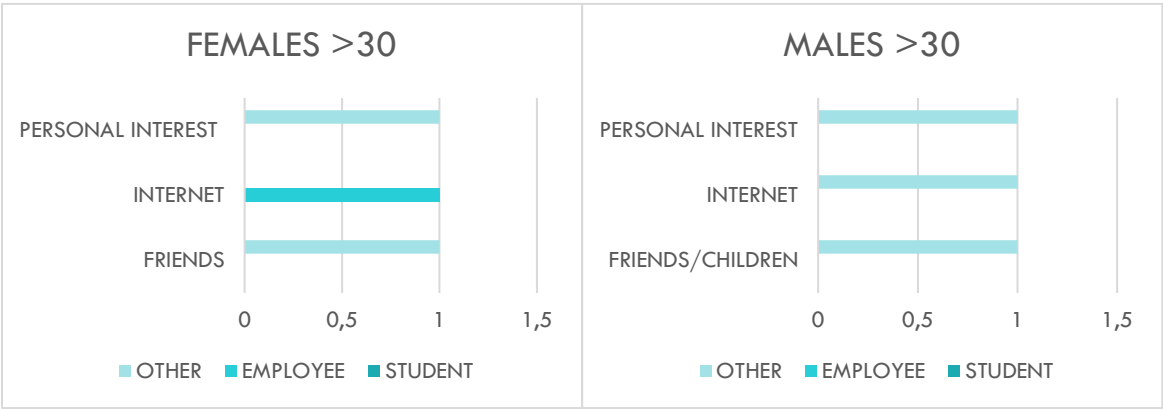 FEMALES >30
PERSONAL INTEREST
INTERNET
FRIENDS
0 0,5 1 1,5
OTHER EMPLOYEE STUDENT
MALES >30
PERSONAL INTEREST
INTERNET
FRIENDS/CHILDREN
0 0,5 1 1,5
OTHER EMPLOYEE STUDENT